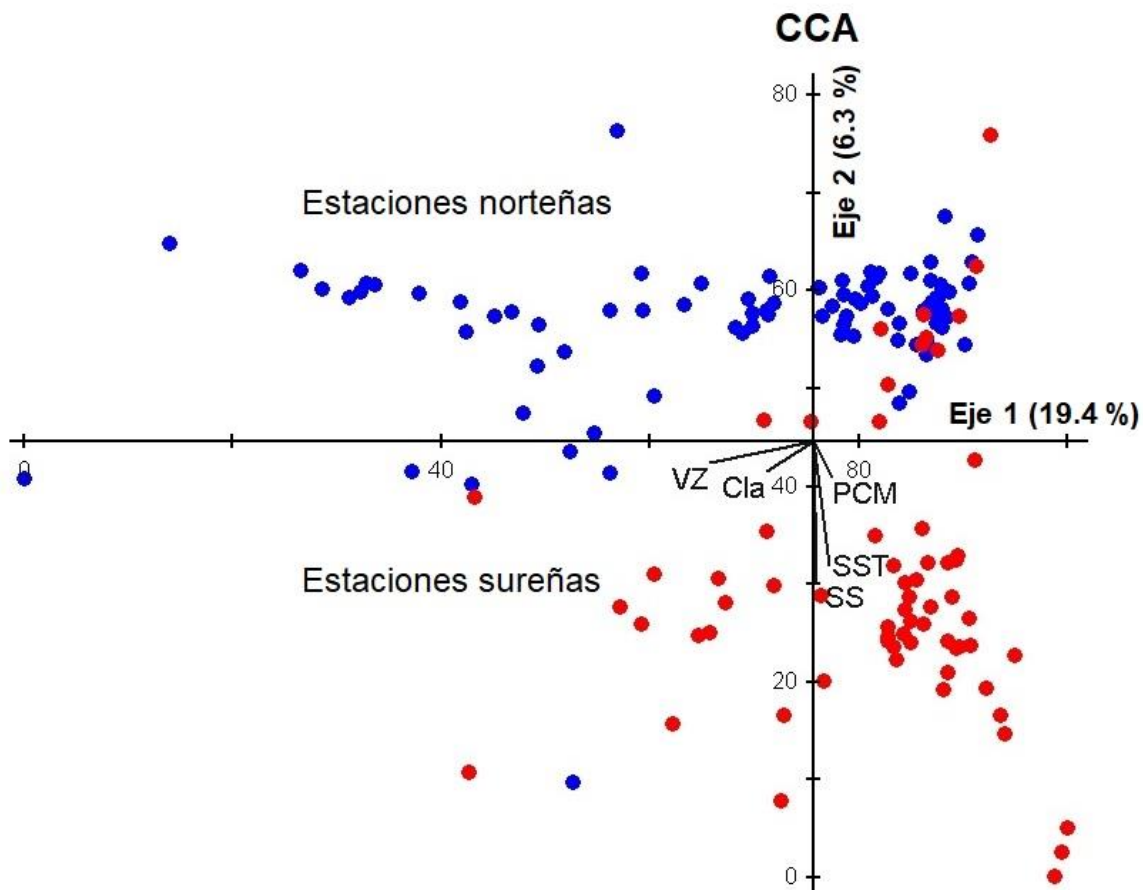 CCA
80
Eje 2 (6.3 %)
Estaciones norteñas
60
Eje 1 (19.4 %)
0
40
80
VZ
Cla
40
PCM
SST
Estaciones sureñas
SS
20
0